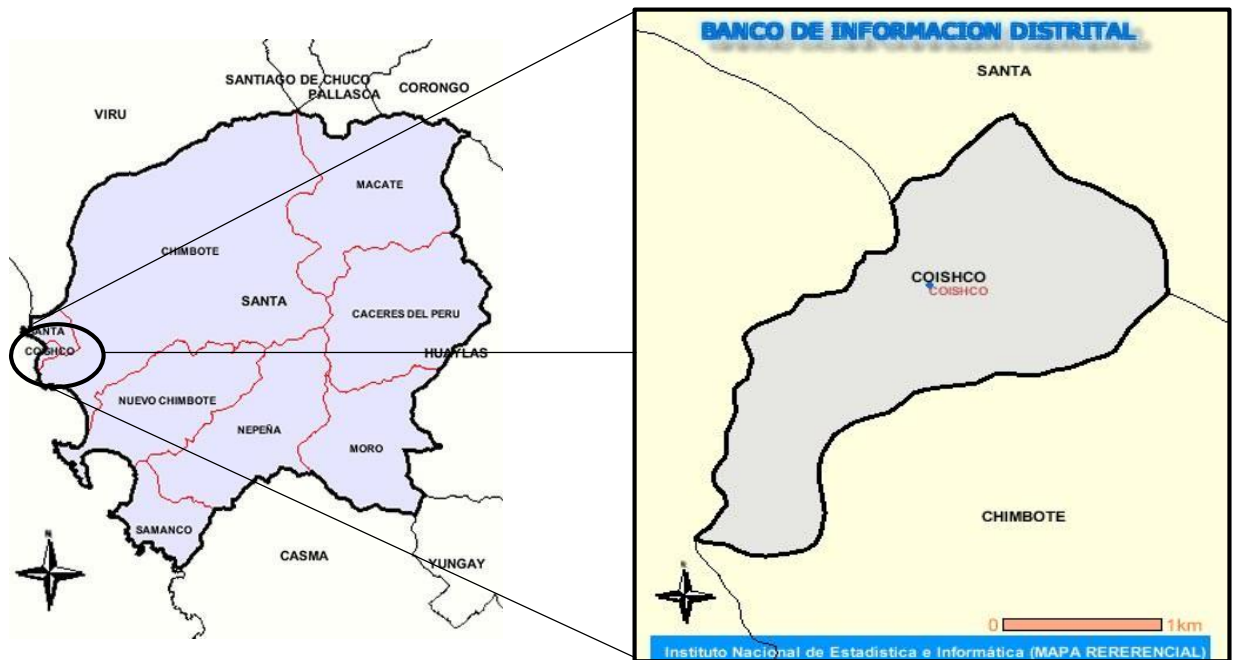 SANTIAGO DE CHUCO
PALLASCA
CORONGO
VIRU
MACATE
CHIMBOTE
SANTA
CACERES DEL PERU
SANTA
COISHCO
HUAYLAS
NUEVO CHIMBOTE
NEPEÑA
MORO
SAMANCO
CASMA
YUNGAY
N
BANCO DE INFORMACION DISTRITAL
SANTA
COISHCO
COISHCO
CHIMBOTE
N
0 1km
Instituto Nacional de Estadística e Informática (MAPA RERERENCIAL)